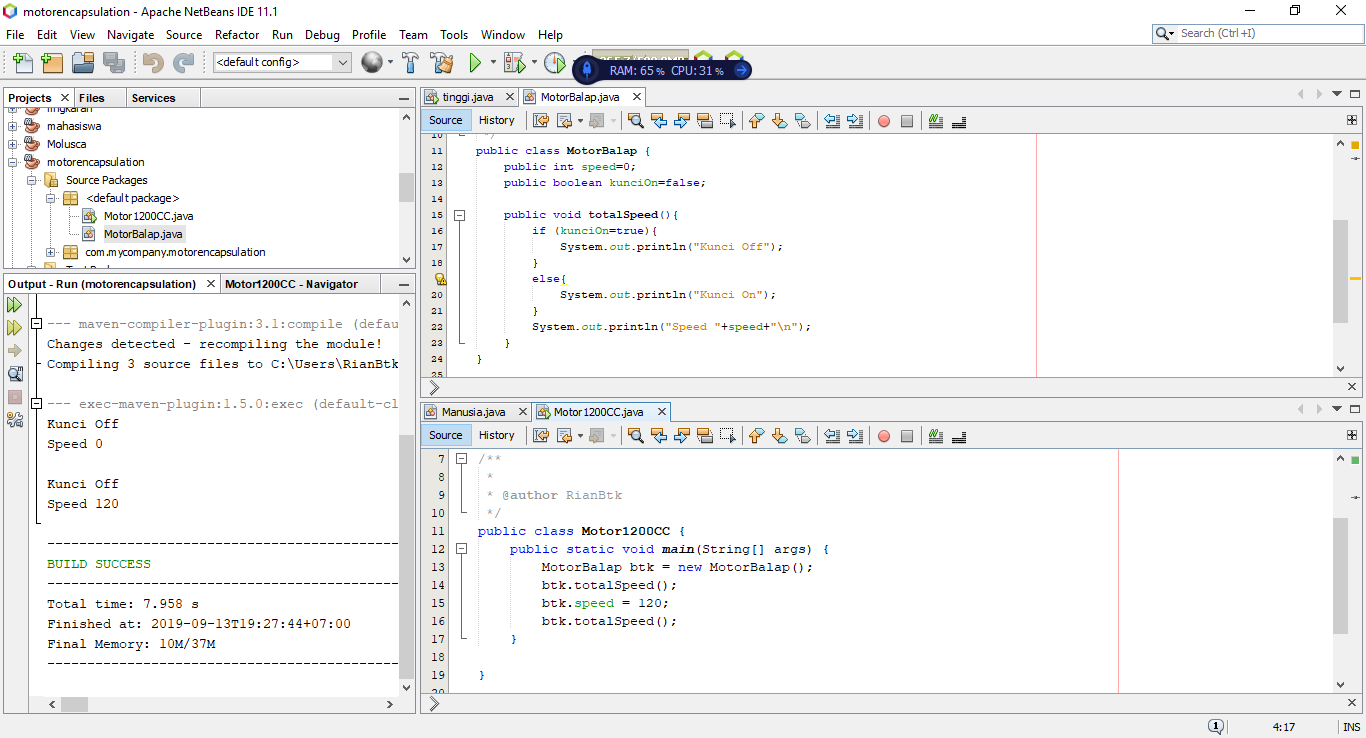 motorencapsulation - Apache NetBeans IDE 11.1
File Edit View Navigate Source Refactor Run Debug Profile Team Tools Window Help
Search (Ctrl+I)
<default config>
RAM: 65 % CPU: 31 %
Projects Files Services
mahasiswa
Molusca
motorencapsulation
Source Packages
<default package>
Motor1200CC.java
MotorBalap.java
com.mycompany.motorencapsulation
Output - Run (motorencapsulation) Motor1200CC - Navigator
--- maven-compiler-plugin:3.1:compile (defau
Changes detected - recompiling the module!
Compiling 3 source files to C:\Users\RianBtk
--- exec-maven-plugin:1.5.0:exec (default-cl
Kunci Off
Speed 0
Kunci Off
Speed 120
------------------------------------------------
BUILD SUCCESS
------------------------------------------------
Total time: 7.958 s
Finished at: 2019-09-13T19:27:44+07:00
Final Memory: 10M/37M
------------------------------------------------
tinggi.java MotorBalap.java
Source History
10 */
11 public class MotorBalap {
12 public int speed=0;
13 public boolean kunciOn=false;
14
15 public void totalSpeed(){
16 if (kunciOn=true){
17 System.out.println("Kunci Off");
18 }
else{
20 System.out.println("Kunci On");
21 }
22 System.out.println("Speed "+speed+"\n");
23 }
24 }
25
Manusia.java Motor1200CC.java
Source History
7 /**
8 *
9 * @author RianBtk
10 */
11 public class Motor1200CC {
12 public static void main(String[] args) {
13 MotorBalap btk = new MotorBalap();
14 btk.totalSpeed();
15 btk.speed = 120;
16 btk.totalSpeed();
17 }
18
19 }
20
1 4:17 INS